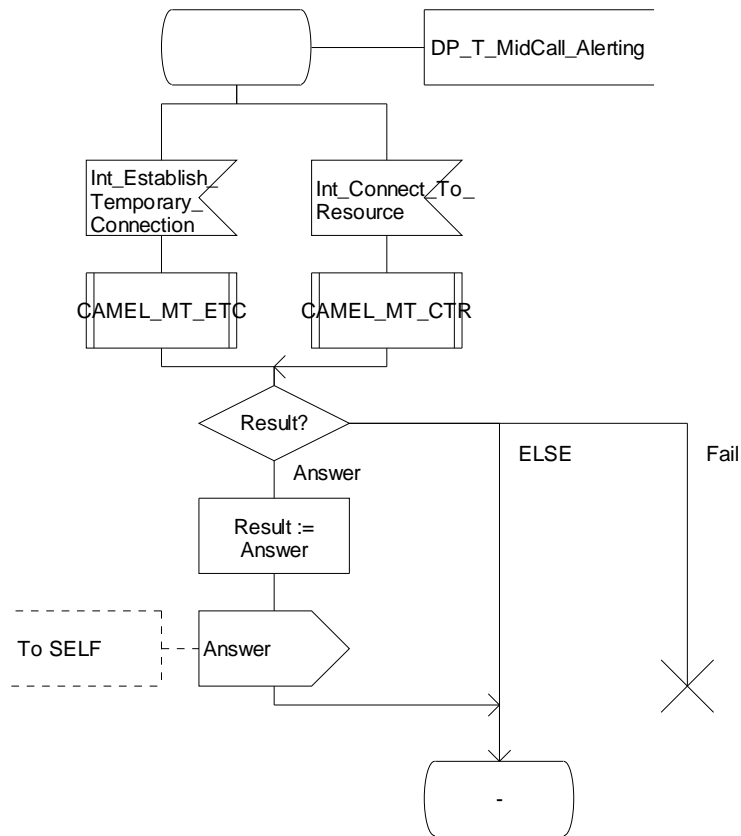 DP_T_MidCall_Alerting
Int_Establish_
Temporary_
Connection
Int_Connect_To_
Resource
CAMEL_MT_ETC
CAMEL_MT_CTR
Result?
ELSE
Fail
Answer
Result :=
Answer
To SELF
Answer
-